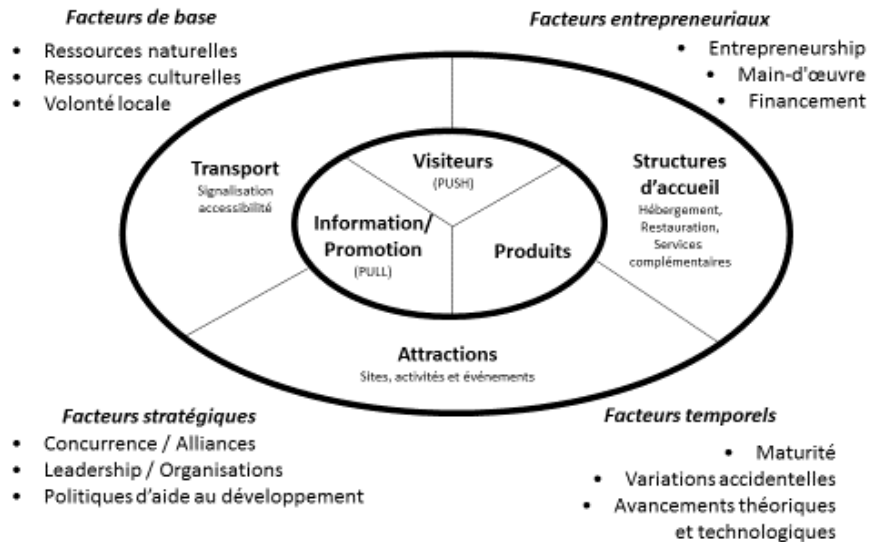 Facteurs de base
• Ressources naturelles
• Ressources culturelles
• Volonté locale
Facteurs entrepreneuriaux
• Entrepreneurship
• Main-d'œuvre
• Financement
Transport
Signalisation
accessibilité
Visiteurs
(PUSH)
Information/
Promotion
(PULL)
Produits
Structures
d’accueil
Hébergement,
Restauration,
Services
complémentaires
Attractions
Sites, activités et événements
Facteurs stratégiques
• Concurrence / Alliances
• Leadership / Organisations
• Politiques d’aide au développement
Facteurs temporels
• Maturité
• Variations accidentelles
• Avancements théoriques
et technologiques